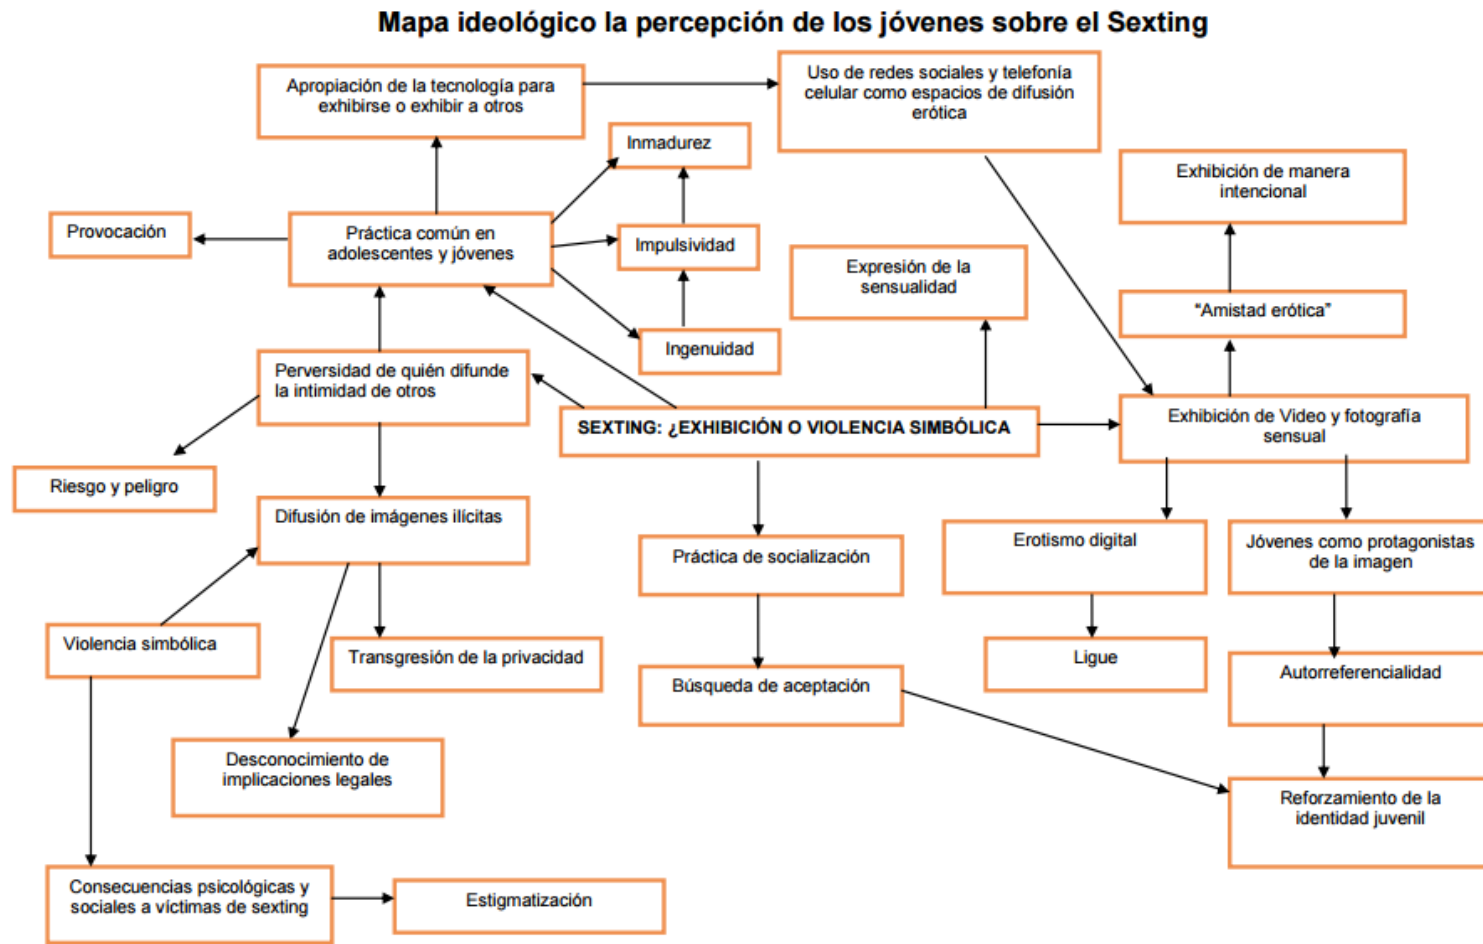 Mapa ideológico la percepción de los jóvenes sobre el Sexting
Apropiación de la tecnología para
exhibirse o exhibir a otros
Uso de redes sociales y telefonía
celular como espacios de difusión
erótica
Inmadurez
Exhibición de manera
intencional
Provocación
Práctica común en
adolescentes y jóvenes
Impulsividad
Expresión de la
sensualidad
“Amistad erótica”
Ingenuidad
Perversidad de quién difunde
la intimidad de otros
SEXTING: ¿EXHIBICIÓN O VIOLENCIA SIMBÓLICA
Exhibición de Video y fotografía
sensual
Riesgo y peligro
Difusión de imágenes ilícitas
Práctica de socialización
Erotismo digital
Jóvenes como protagonistas
de la imagen
Violencia simbólica
Transgresión de la privacidad
Búsqueda de aceptación
Ligue
Autorreferencialidad
Desconocimiento de
implicaciones legales
Reforzamiento de la
identidad juvenil
Consecuencias psicológicas y
sociales a víctimas de sexting
Estigmatización